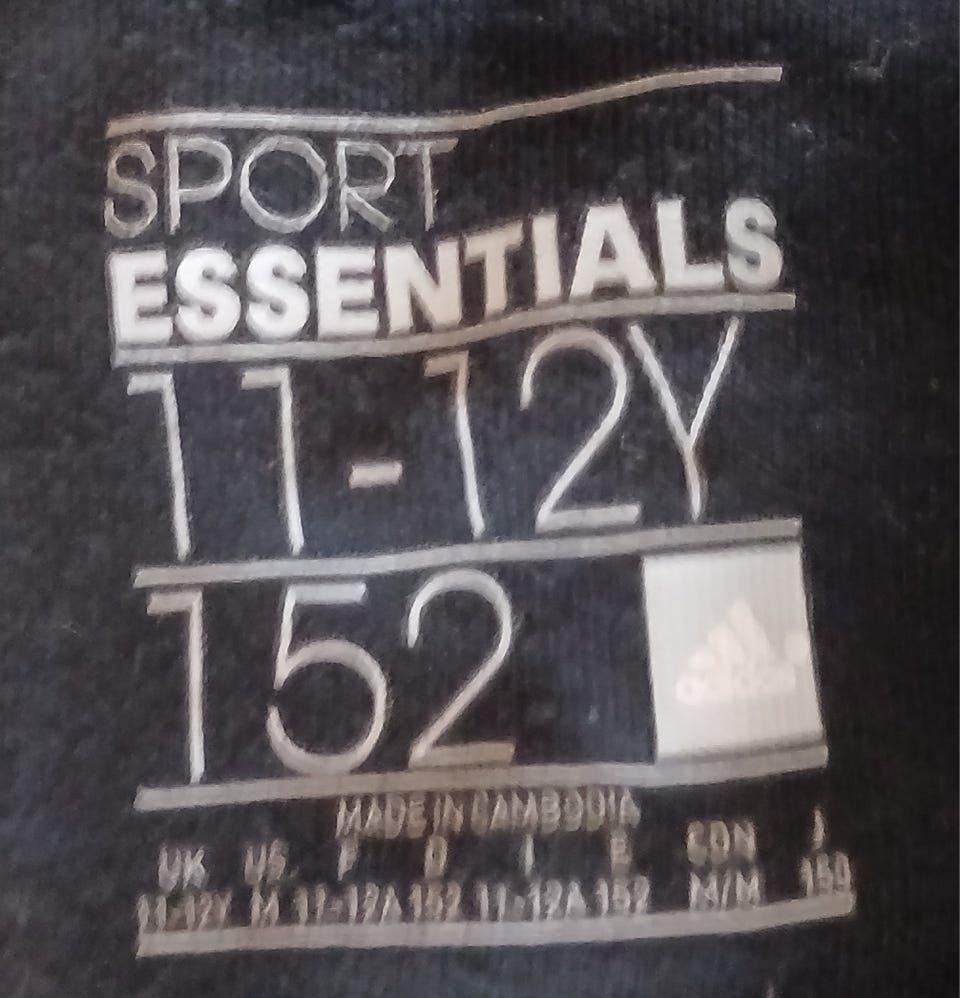 SPORT
ESSENTIALS
11-12Y
152
adidas
MADE IN CAMBODIA
UK US F D I E CDN J
11-12Y M 11-12A 152 11-12A 152 M/M